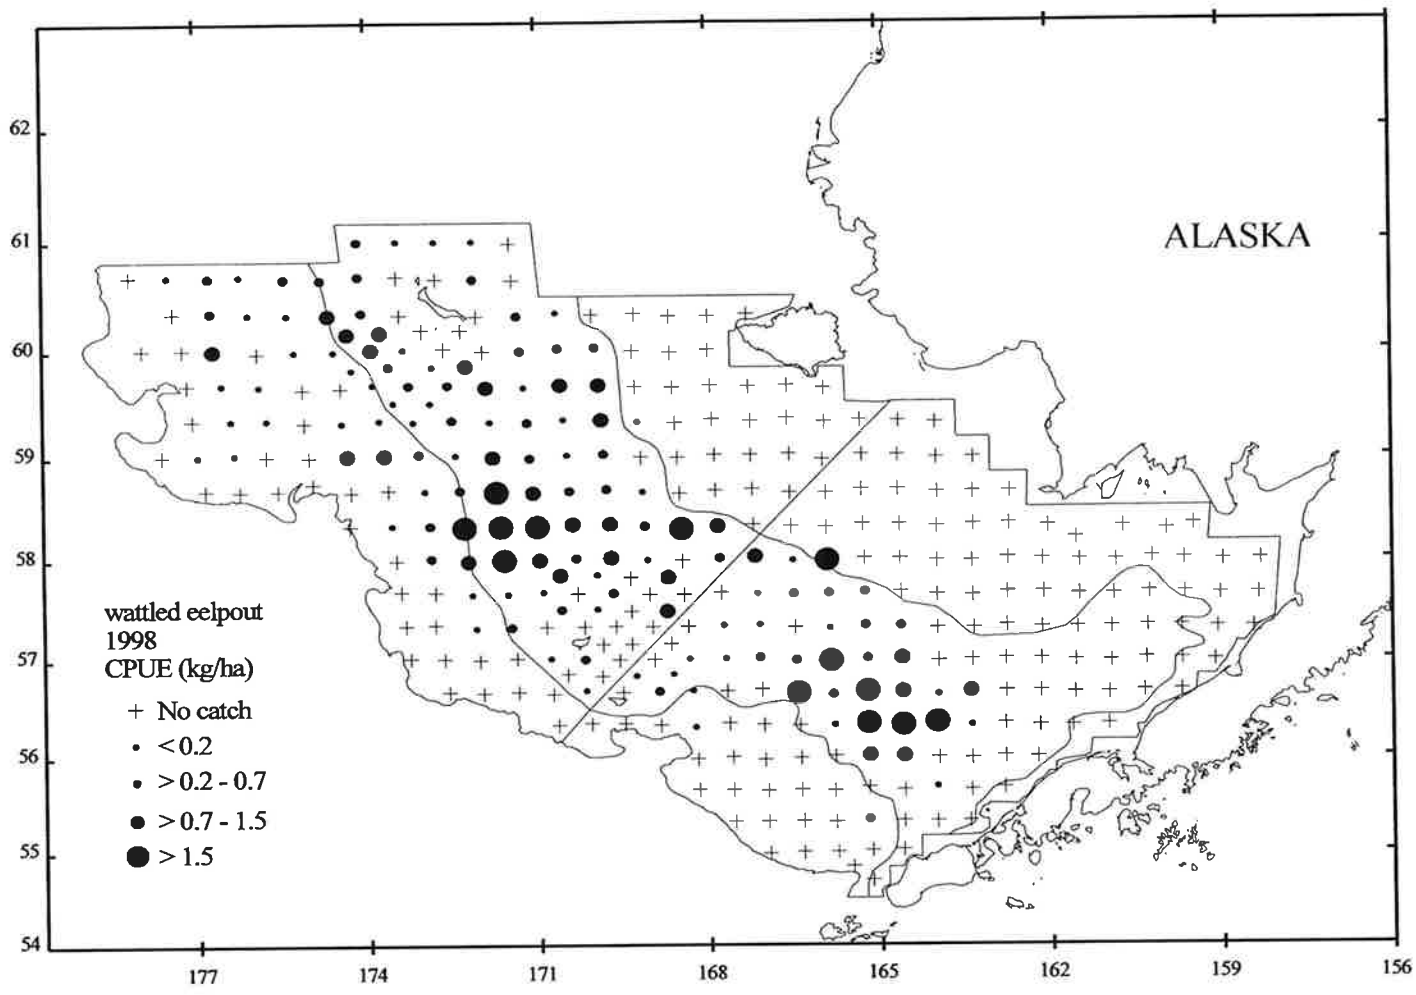 62
61
60
59
58
57
56
55
54
ALASKA
wattled eelpout
1998
CPUE (kg/ha)
+ No catch
< 0.2
> 0.2 - 0.7
> 0.7 - 1.5
> 1.5
177 174 171 168 165 162 159 156